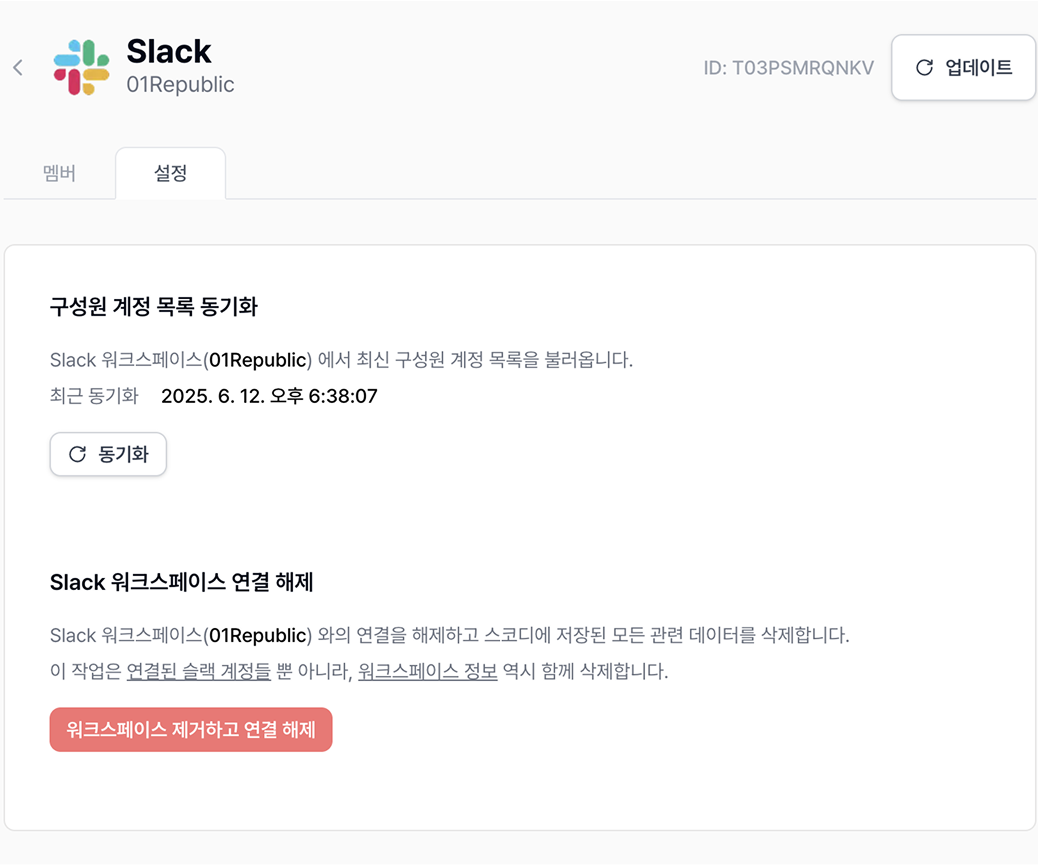 Slack
01Republic
ID: T03PSMRQNKV
업데이트
멤버
설정
구성원 계정 목록 동기화
Slack 워크스페이스(01Republic) 에서 최신 구성원 계정 목록을 불러옵니다.
최근 동기화 2025. 6. 12. 오후 6:38:07
동기화
Slack 워크스페이스 연결 해제
Slack 워크스페이스(01Republic) 와의 연결을 해제하고 스코디에 저장된 모든 관련 데이터를 삭제합니다.
이 작업은 연결된 슬랙 계정들 뿐 아니라, 워크스페이스 정보 역시 함께 삭제합니다.
워크스페이스 제거하고 연결 해제